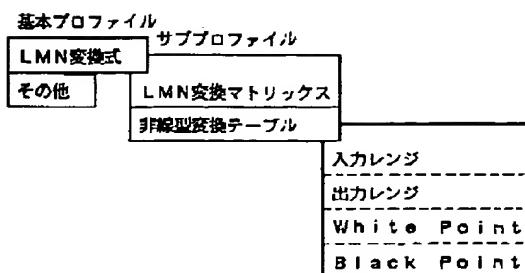 基本プロファイル
サブプロファイル
LMN変換式
その他
LMN変換マトリックス
非線型変換テーブル
入力レンジ
出力レンジ
White Point
Black Point